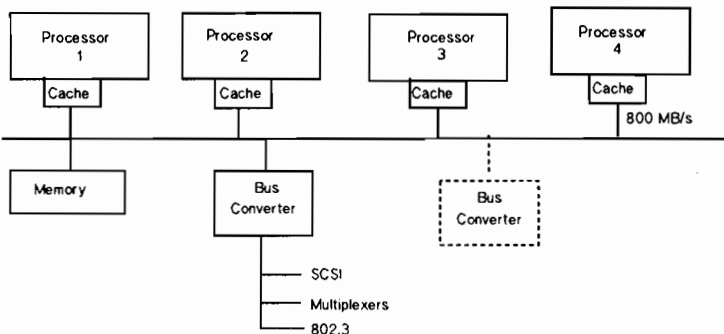 Processor
1
Cache
Processor
2
Cache
Processor
3
Cache
Processor
4
Cache
800 MB/s
Memory
Bus
Converter
Bus
Converter
SCSI
Multiplexers
802.3